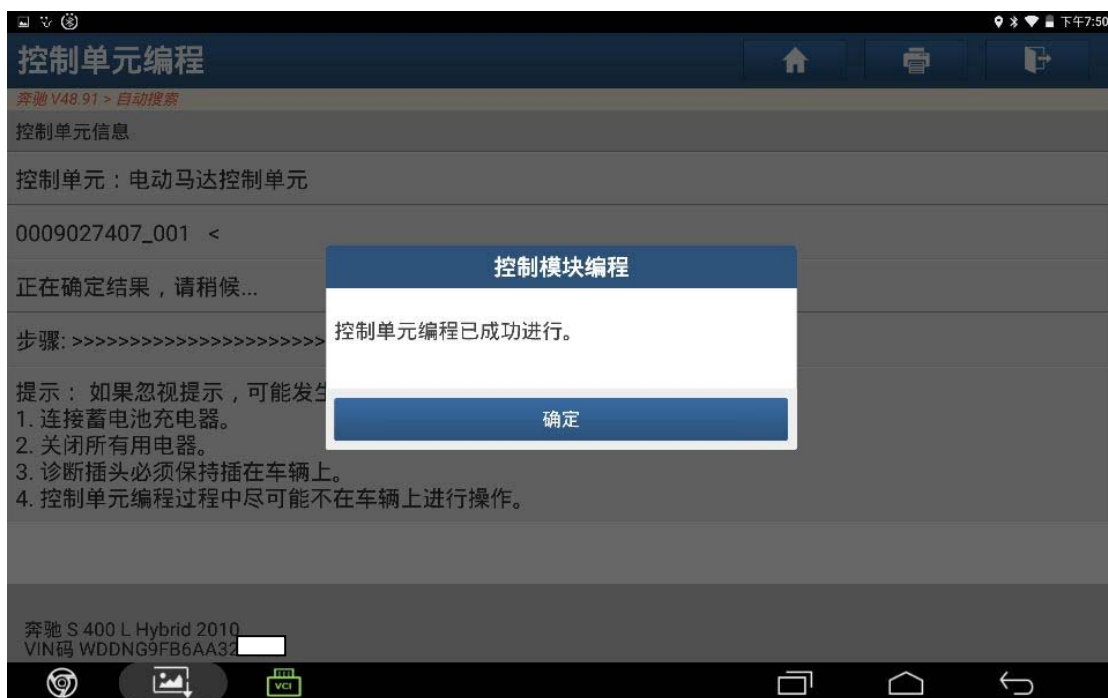 下午7:50
控制单元编程
奔驰 V48.91 > 自动搜索
控制单元信息
控制单元：电动马达控制单元
0009027407_001 <
正在确定结果，请稍候...
步骤: >>>>>>>>>>>>>>>>>>>>>>
提示： 如果忽视提示，可能发生
1. 连接蓄电池充电器。
2. 关闭所有用电器。
3. 诊断插头必须保持插在车辆上。
4. 控制单元编程过程中尽可能不在车辆上进行操作。
控制模块编程
控制单元编程已成功进行。
确定
奔驰 S 400 L Hybrid 2010
VIN码 WDDNG9FB6AA32
VCI